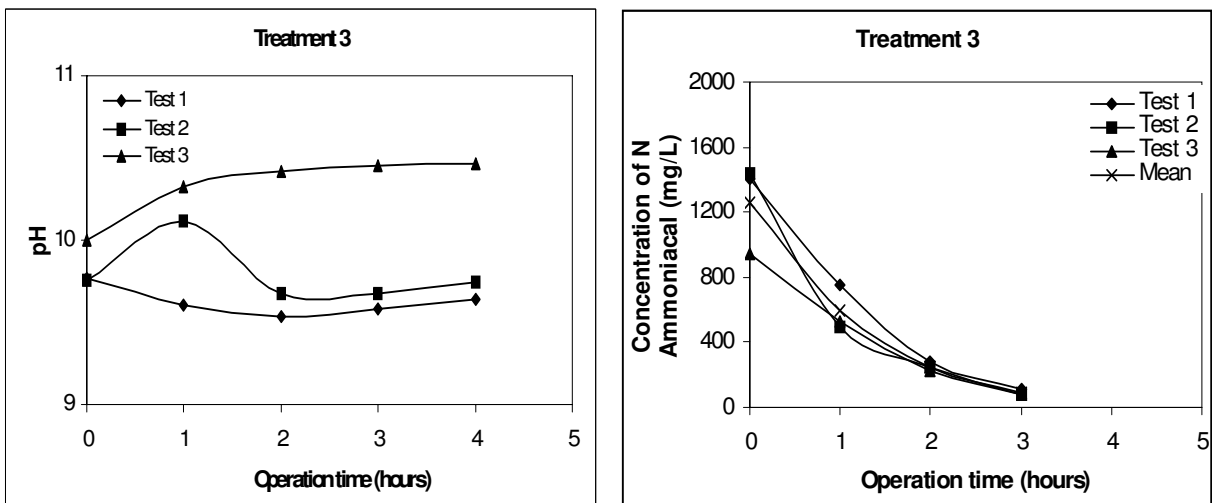 Treatment 3
11
10
9
pH
Test 1
Test 2
Test 3
0 1 2 3 4 5
Operation time (hours)
Treatment 3
2000
1600
1200
800
400
0
Concentration of N
Ammoniacal (mg/L)
Test 1
Test 2
Test 3
Mean
0 1 2 3 4 5
Operation time (hours)